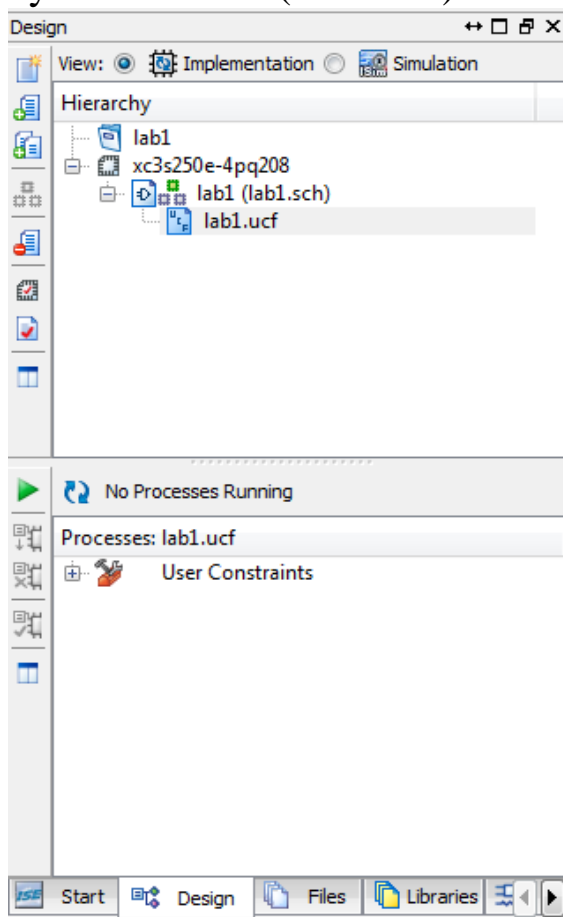 Design
View: Implementation Simulation
Hierarchy
lab1
xc3s250e-4pq208
lab1 (lab1.sch)
lab1.ucf
No Processes Running
Processes: lab1.ucf
User Constraints
ISE Start Design Files Libraries